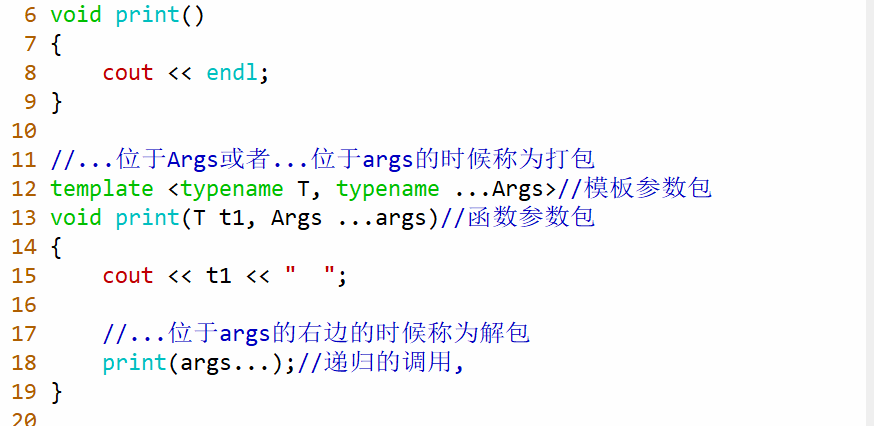 6 void print()
7 {
8     cout << endl;
9 }
10
11 //...位于Args或者...位于args的时候称为打包
12 template <typename T, typename ...Args>//模板参数包
13 void print(T t1, Args ...args)//函数参数包
14 {
15     cout << t1 << "  ";
16
17     //...位于args的右边的时候称为解包
18     print(args...);//递归的调用,
19 }
20